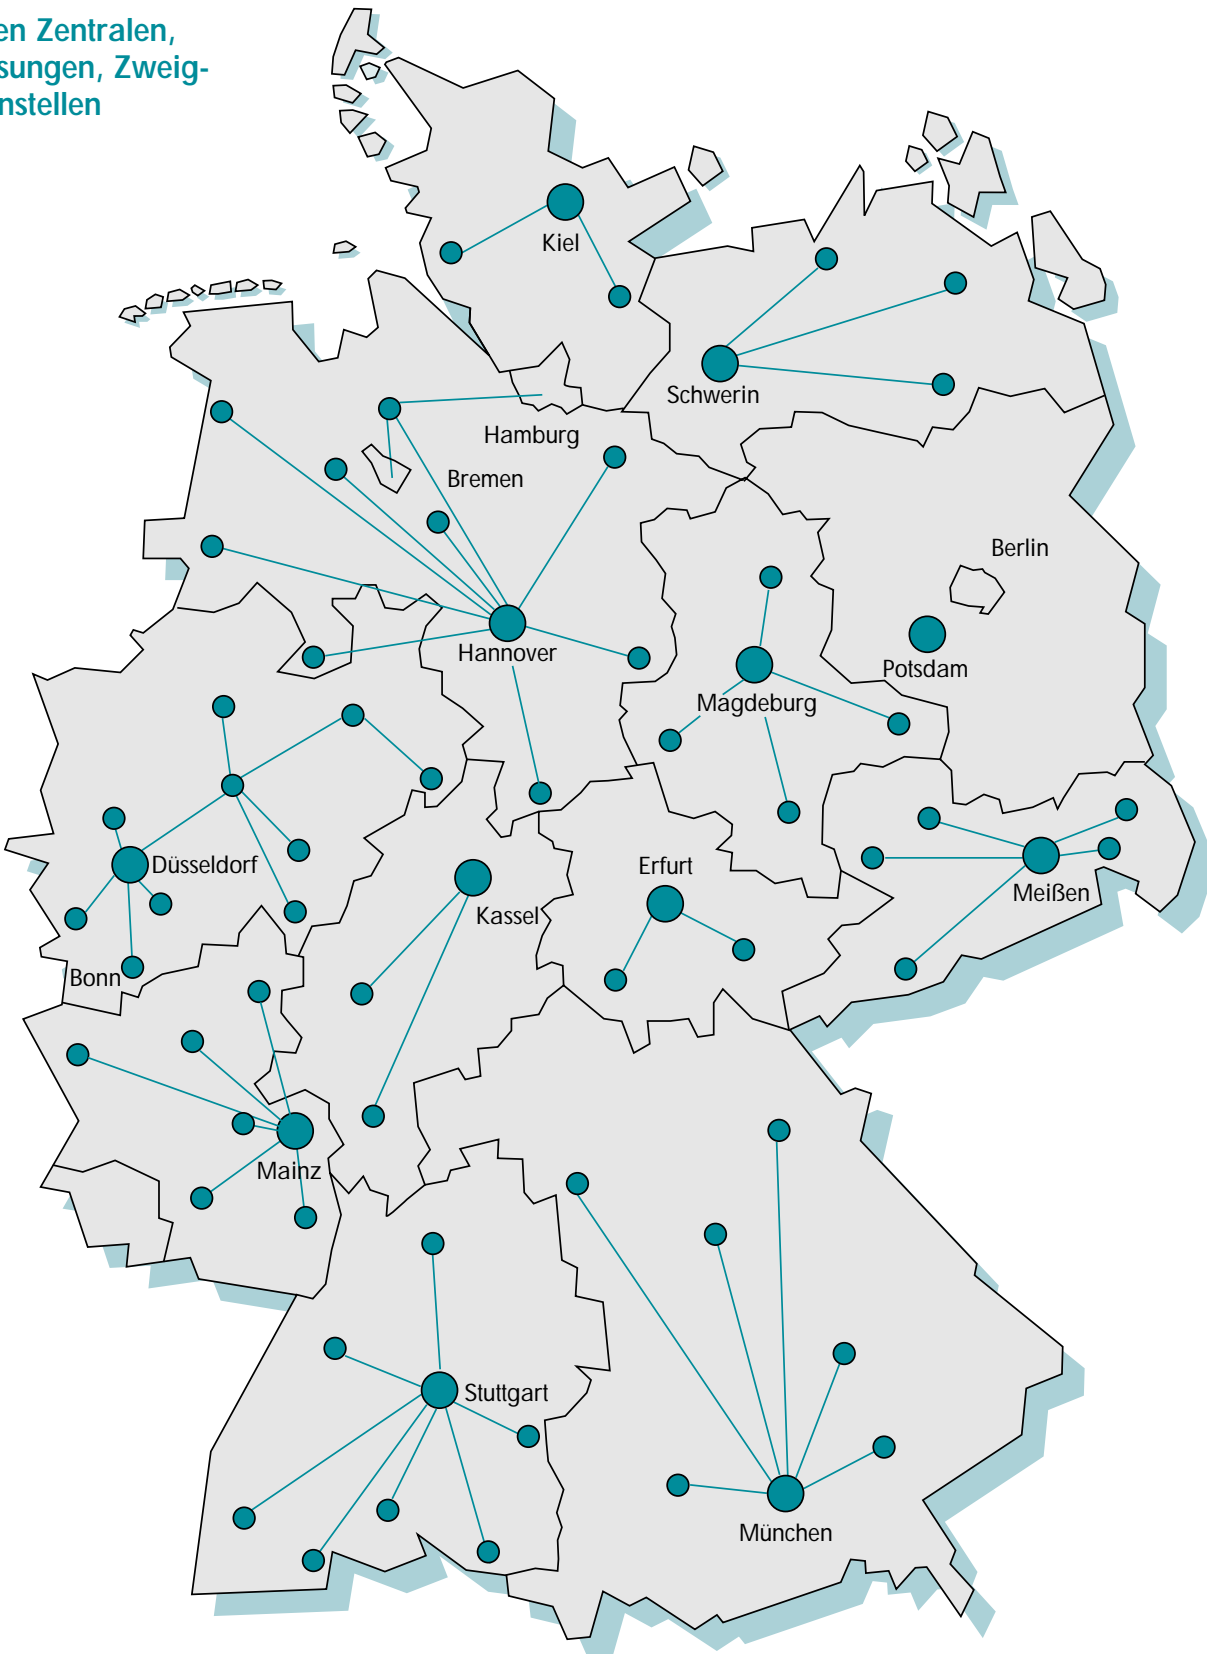 en Zentralen,
sungen, Zweig-
nstellen
Kiel
Schwerin
Hamburg
Bremen
Berlin
Hannover
Potsdam
Magdeburg
Düsseldorf
Erfurt
Meißen
Kassel
Bonn
Mainz
Stuttgart
München